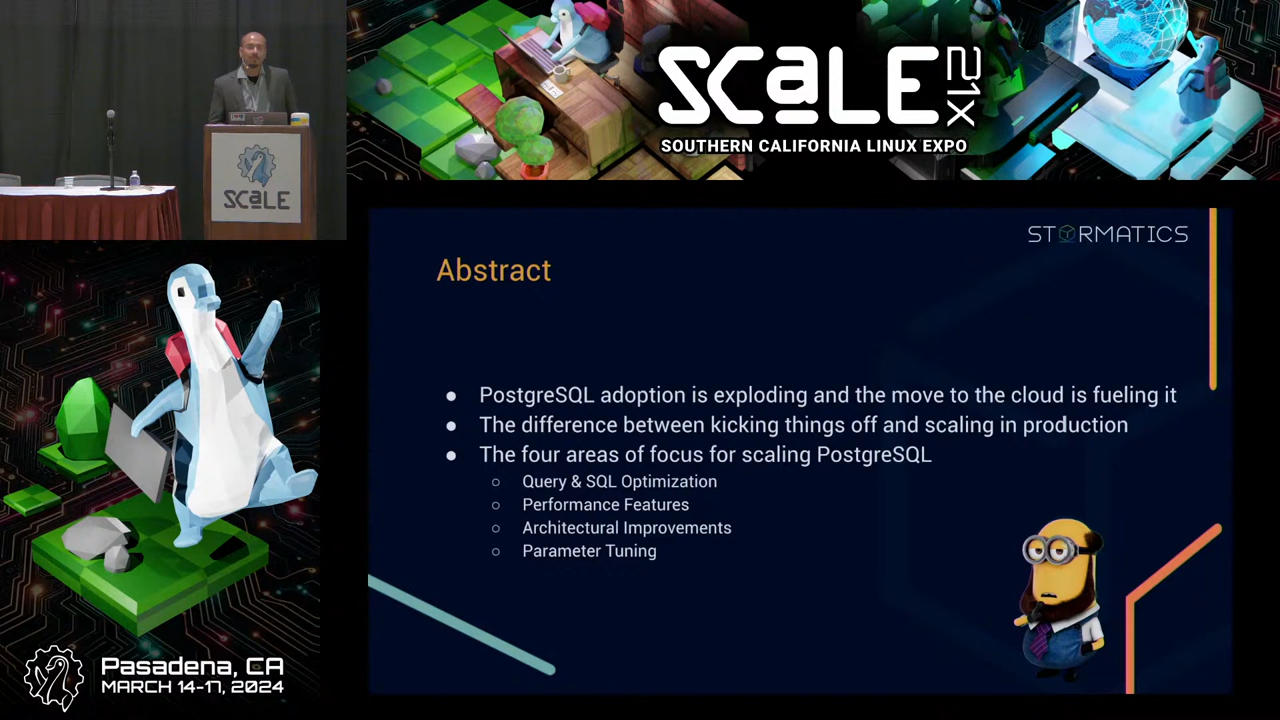 SCALE
21X
SOUTHERN CALIFORNIA LINUX EXPO
SCALE
STORMATICS
Abstract
● PostgreSQL adoption is exploding and the move to the cloud is fueling it
● The difference between kicking things off and scaling in production
● The four areas of focus for scaling PostgreSQL
○ Query & SQL Optimization
○ Performance Features
○ Architectural Improvements
○ Parameter Tuning
Pasadena, CA
MARCH 14-17, 2024